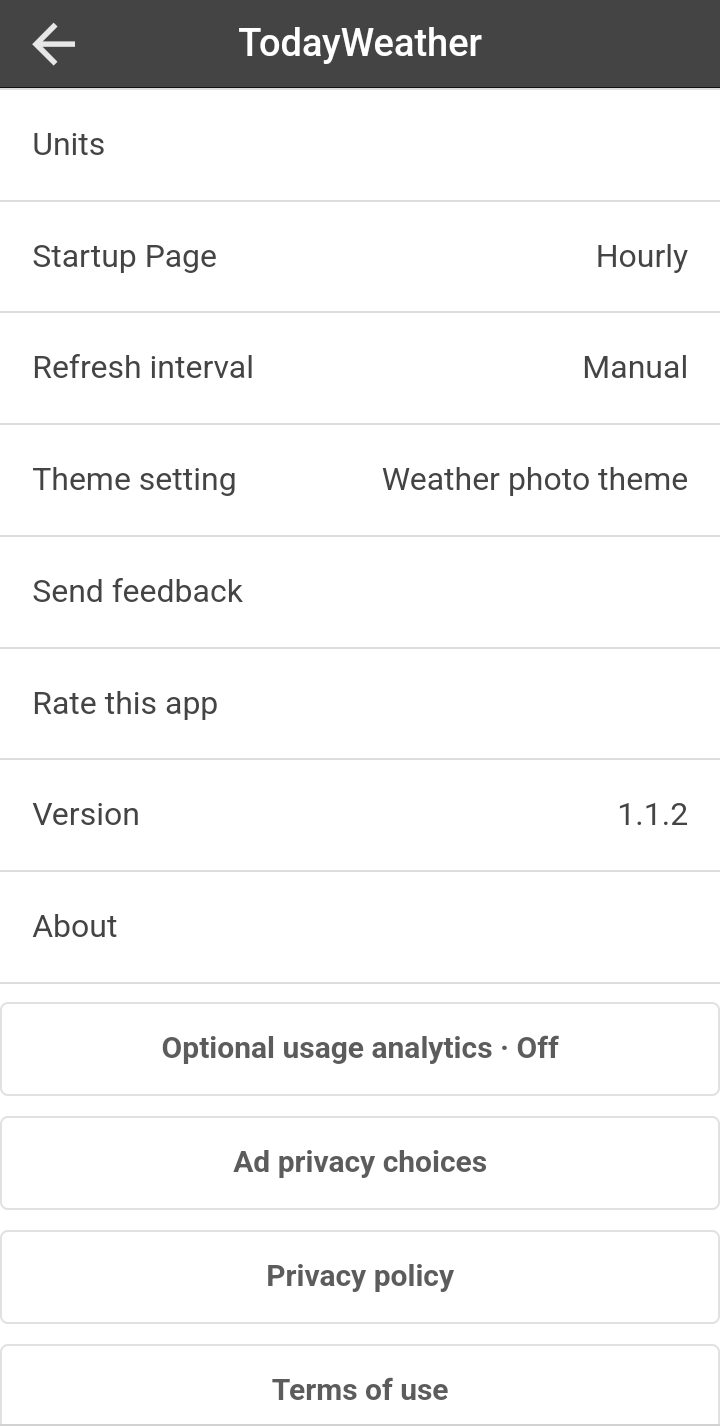 TodayWeather
Units
Startup Page Hourly
Refresh interval Manual
Theme setting Weather photo theme
Send feedback
Rate this app
Version 1.1.2
About
Optional usage analytics · Off
Ad privacy choices
Privacy policy
Terms of use